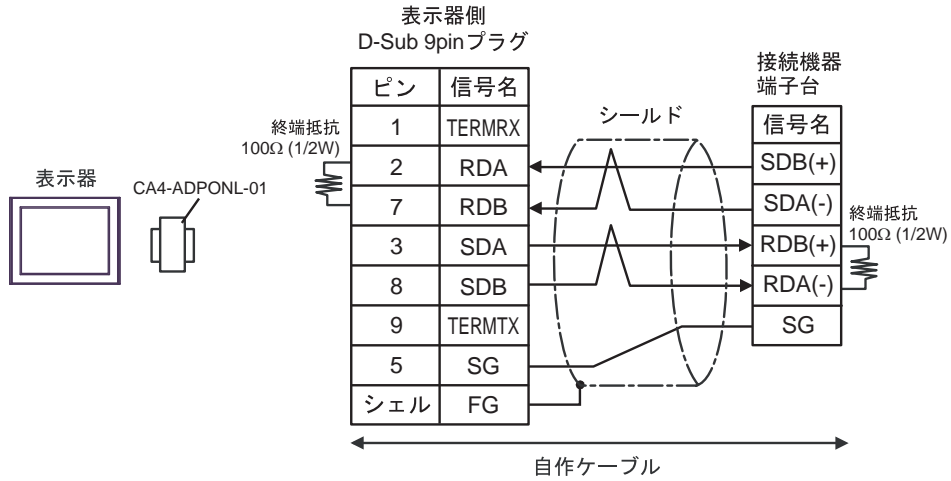 表示器側
D-Sub 9pinプラグ
接続機器
端子台
ピン 信号名
シールド
信号名
終端抵抗
100Ω (1/2W)
1 TERMRX
2 RDA
SDB(+)
表示器
CA4-ADPONL-01
7 RDB
SDA(-)
終端抵抗
100Ω (1/2W)
3 SDA
RDB(+)
8 SDB
RDA(-)
9 TERMTX
SG
5 SG
シェル FG
自作ケーブル